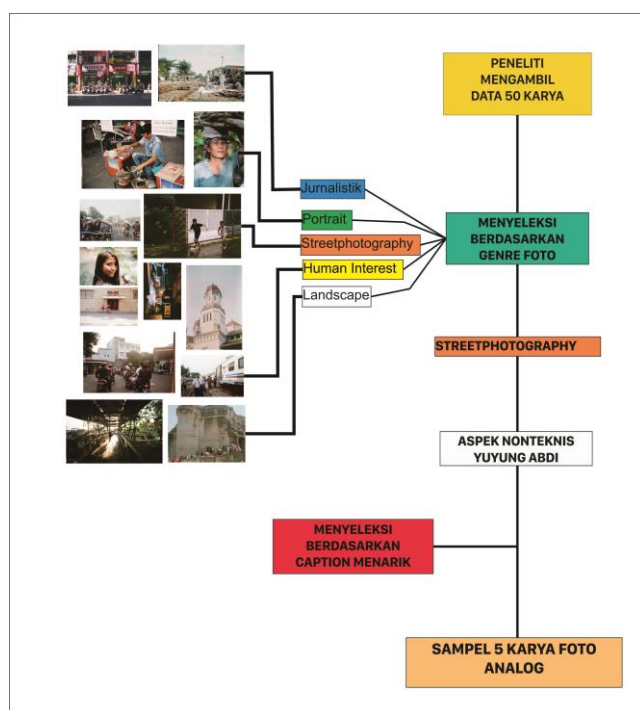 PENELITI
MENGAMBIL
DATA 50 KARYA
Jurnalistik
Portrait
Streetphotography
Human Interest
Landscape
MENYELEKSI
BERDASARKAN
GENRE FOTO
STREETPHOTOGRAPHY
ASPEK NONTEKNIS
YUYUNG ABDI
MENYELEKSI
BERDASARKAN
CAPTION MENARIK
SAMPEL 5 KARYA FOTO
ANALOG